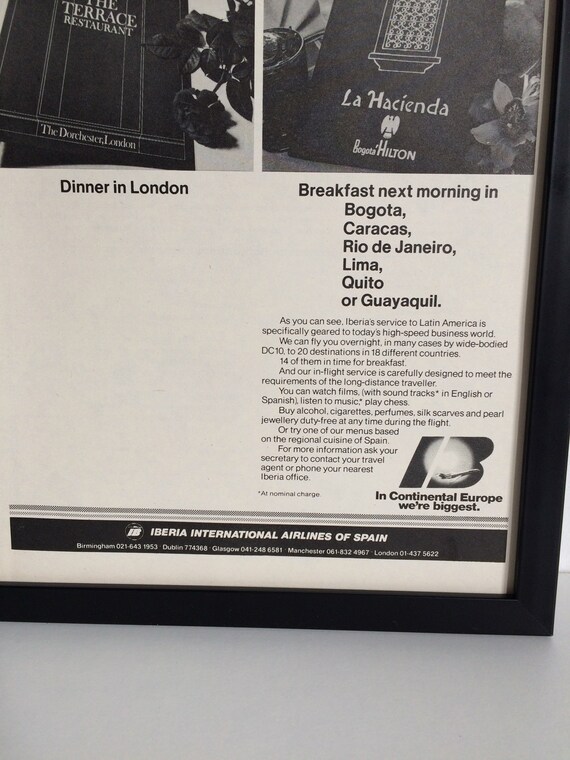 THE
TERRACE
RESTAURANT
The Dorchester, London
La Hacienda
Bogotá HILTON
Dinner in London
Breakfast next morning in
Bogota,
Caracas,
Rio de Janeiro,
Lima,
Quito
or Guayaquil.
As you can see, Iberia's service to Latin America is
specifically geared to today's high-speed business world.
We can fly you overnight, in many cases by wide-bodied
DC10, to 20 destinations in 18 different countries.
14 of them in time for breakfast.
And our in-flight service is carefully designed to meet the
requirements of the long-distance traveller.
You can watch films, (with sound tracks* in English or
Spanish), listen to music,* play chess.
Buy alcohol, cigarettes, perfumes, silk scarves and pearl
jewellery duty-free at any time during the flight.
Or try one of our menus based
on the regional cuisine of Spain.
For more information ask your
secretary to contact your travel
agent or phone your nearest
Iberia office.
*At nominal charge.
In Continental Europe
we're biggest.
IB IBERIA INTERNATIONAL AIRLINES OF SPAIN
Birmingham 021-643 1953 · Dublin 774368 · Glasgow 041-248 6581 · Manchester 061-832 4967 · London 01-437 5622